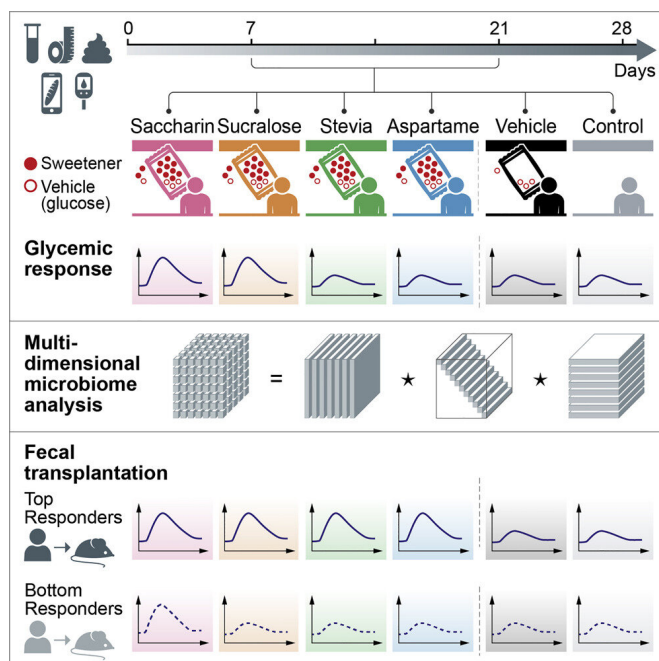 0 7 21 28
Days
Saccharin Sucralose Stevia Aspartame Vehicle Control
Sweetener
Vehicle
(glucose)
Glycemic
response
Multi-
dimensional
microbiome
analysis
= ★ ★
Fecal
transplantation
Top
Responders
Bottom
Responders